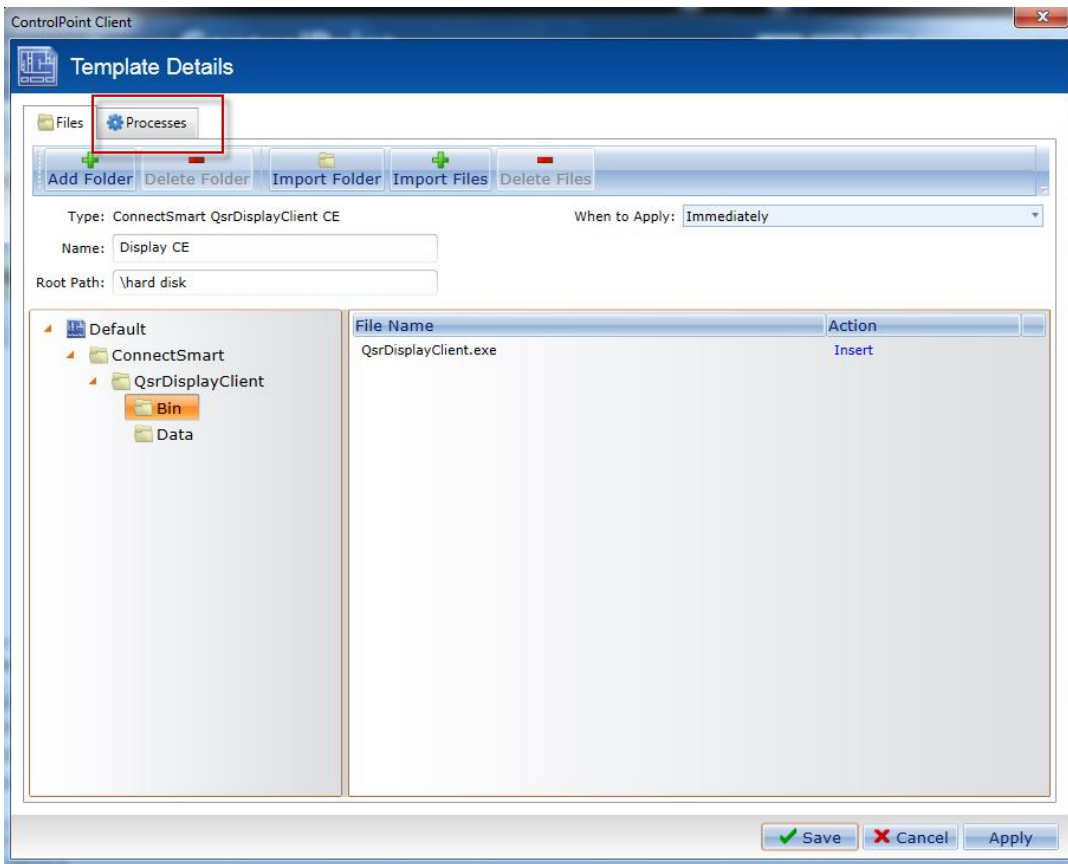 ControlPoint Client
X
Template Details
Files Processes
Add Folder Delete Folder Import Folder Import Files Delete Files
Type: ConnectSmart QsrDisplayClient CE When to Apply: Immediately
Name: Display CE
Root Path: \hard disk
Default File Name Action
ConnectSmart QsrDisplayClient.exe Insert
QsrDisplayClient
Bin
Data
Save Cancel Apply